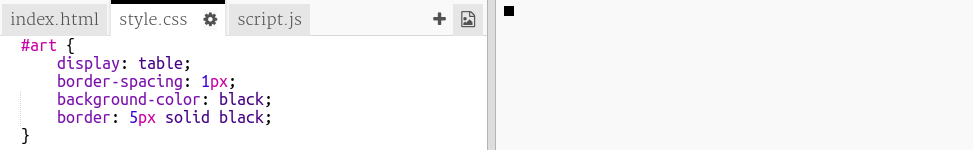 index.html style.css script.js
#art {
    display: table;
    border-spacing: 1px;
    background-color: black;
    border: 5px solid black;
}